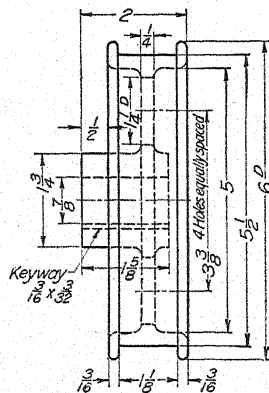 2
1/4
1 1/4 D
1/2
1 3/4
7/8
4 Holes equally spaced
3 3/8
5
5 1/2
6 D
Keyway
3/16 x 3/32
1 5/8
3/16
1 1/8
3/16